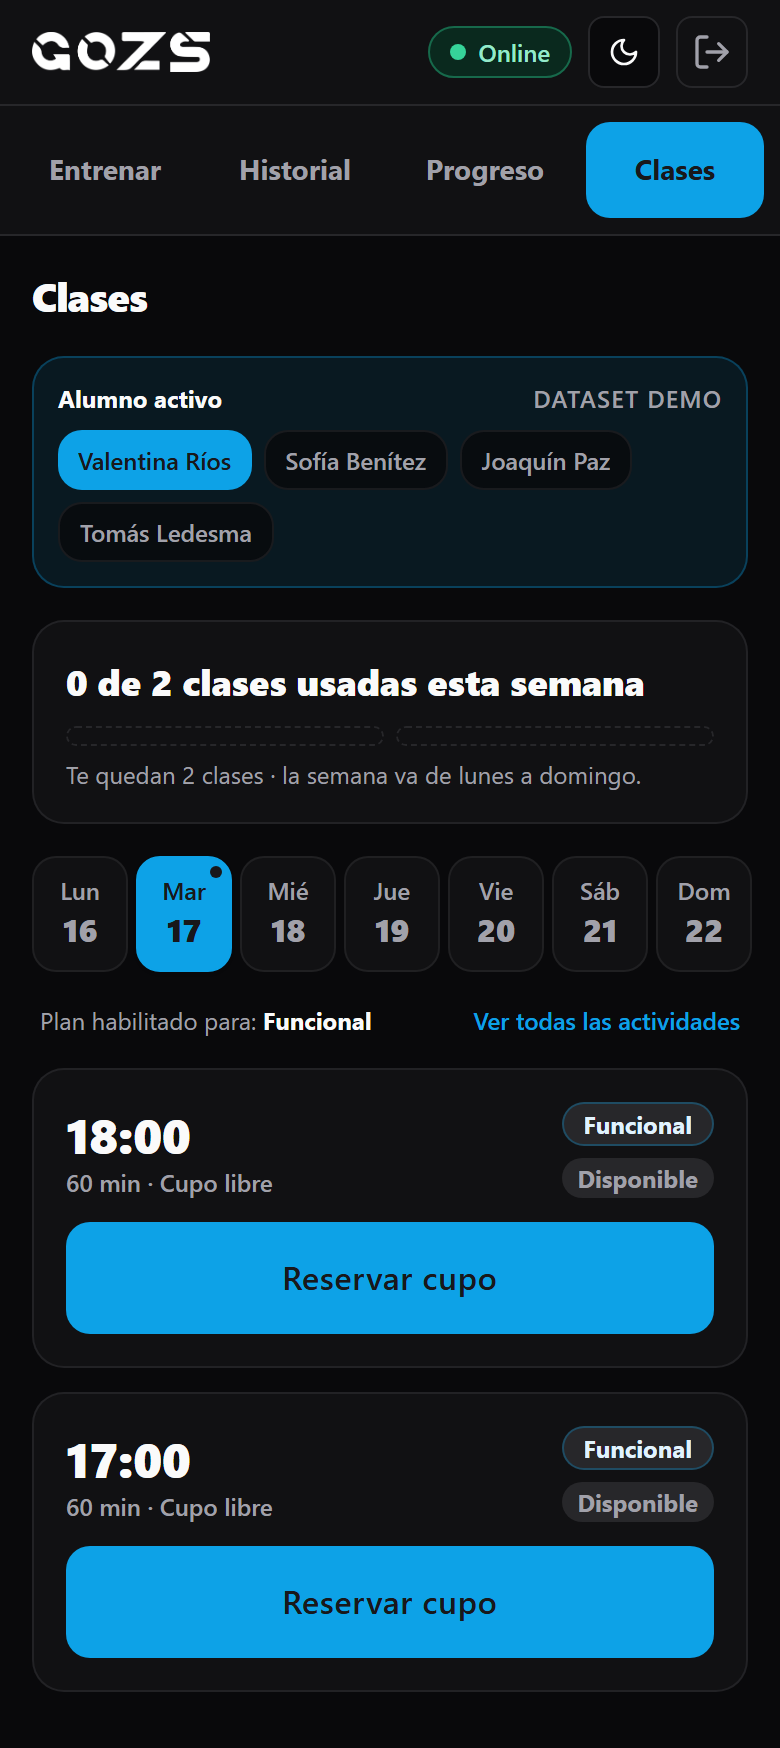 GOZS
Online
Entrenar Historial Progreso Clases
Clases
Alumno activo DATASET DEMO
Valentina Ríos Sofía Benítez Joaquín Paz
Tomás Ledesma
0 de 2 clases usadas esta semana
Te quedan 2 clases · la semana va de lunes a domingo.
Lun Mar Mié Jue Vie Sáb Dom
16 17 18 19 20 21 22
Plan habilitado para: Funcional Ver todas las actividades
18:00 Funcional
60 min · Cupo libre Disponible
Reservar cupo
17:00 Funcional
60 min · Cupo libre Disponible
Reservar cupo